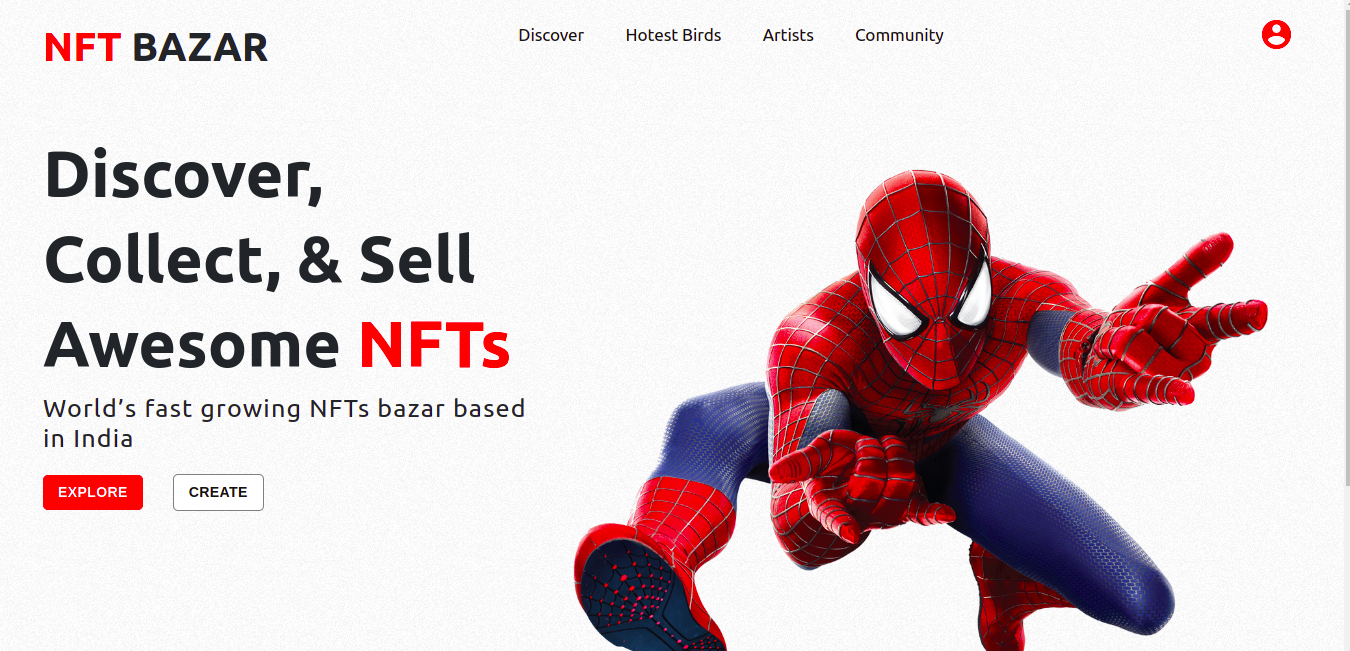 NFT BAZAR
Discover
Hotest Birds
Artists
Community
Discover,
Collect, & Sell
Awesome NFTs
World’s fast growing NFTs bazar based
in India
EXPLORE
CREATE